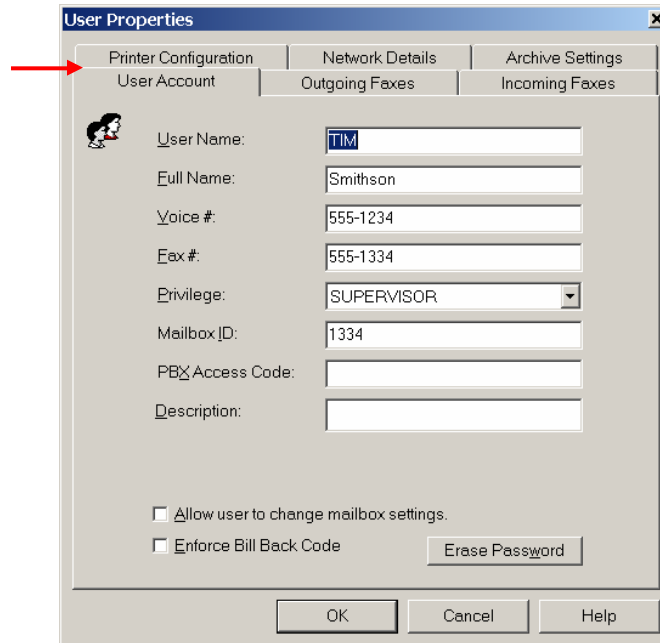 User Properties
Printer Configuration Network Details Archive Settings
User Account Outgoing Faxes Incoming Faxes
User Name: TIM
Full Name: Smithson
Voice #: 555-1234
Fax #: 555-1334
Privilege: SUPERVISOR
Mailbox ID: 1334
PBX Access Code:
Description:
Allow user to change mailbox settings.
Enforce Bill Back Code Erase Password
OK Cancel Help